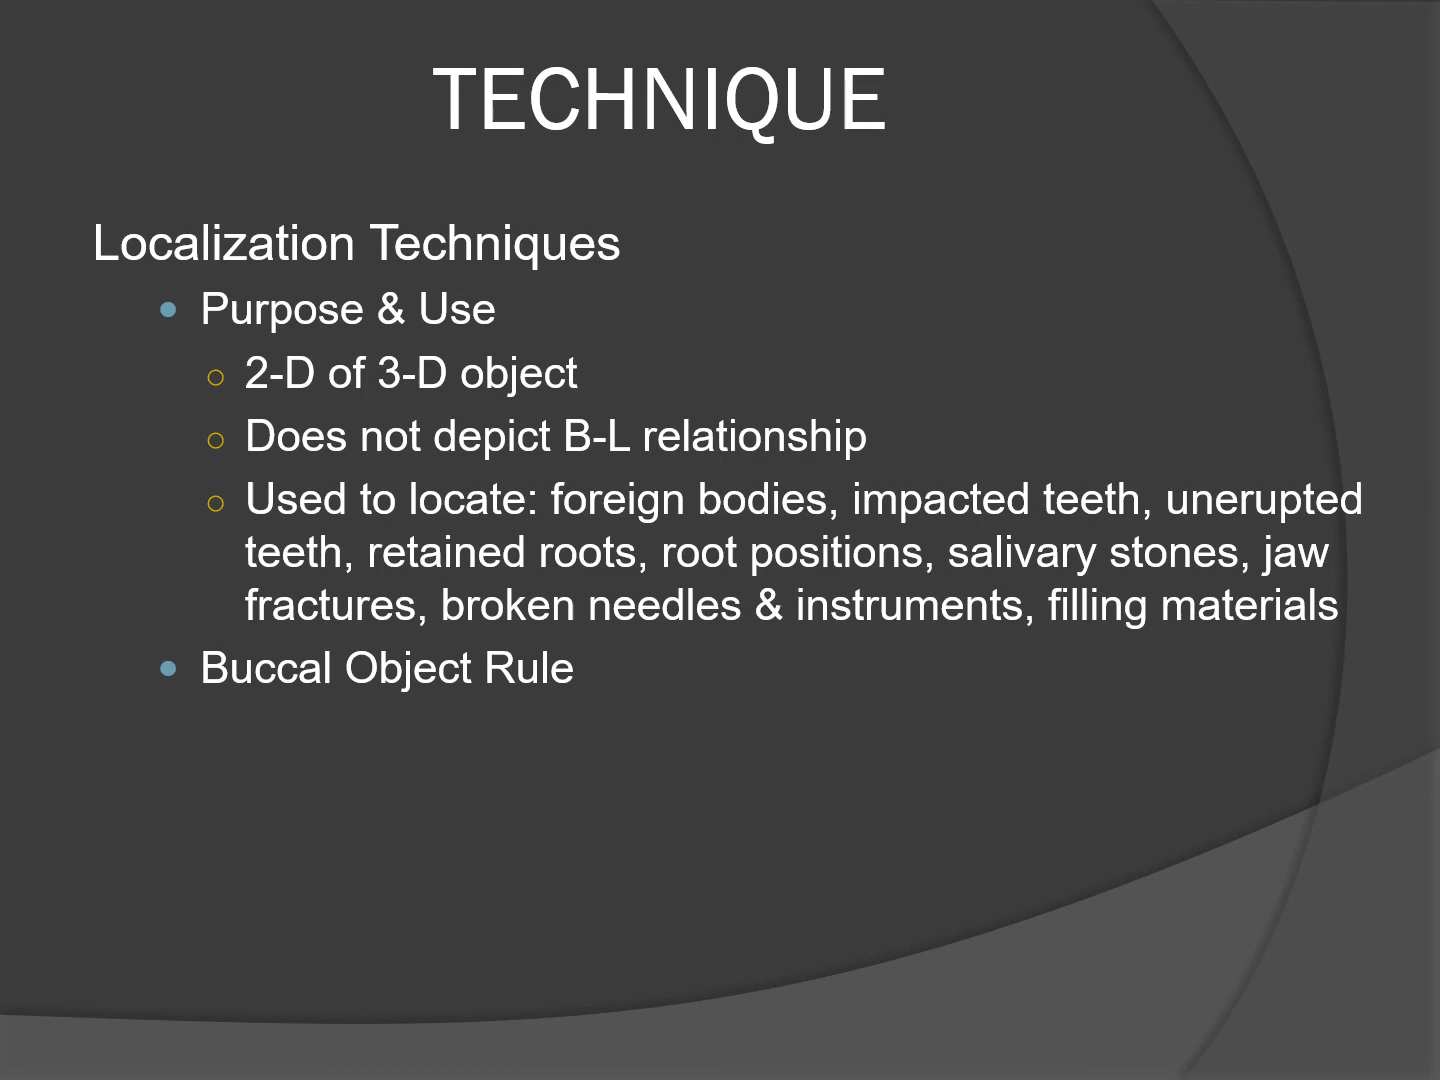 TECHNIQUE
Localization Techniques
Purpose & Use
2-D of 3-D object
Does not depict B-L relationship
Used to locate: foreign bodies, impacted teeth, unerupted
teeth, retained roots, root positions, salivary stones, jaw
fractures, broken needles & instruments, filling materials
Buccal Object Rule